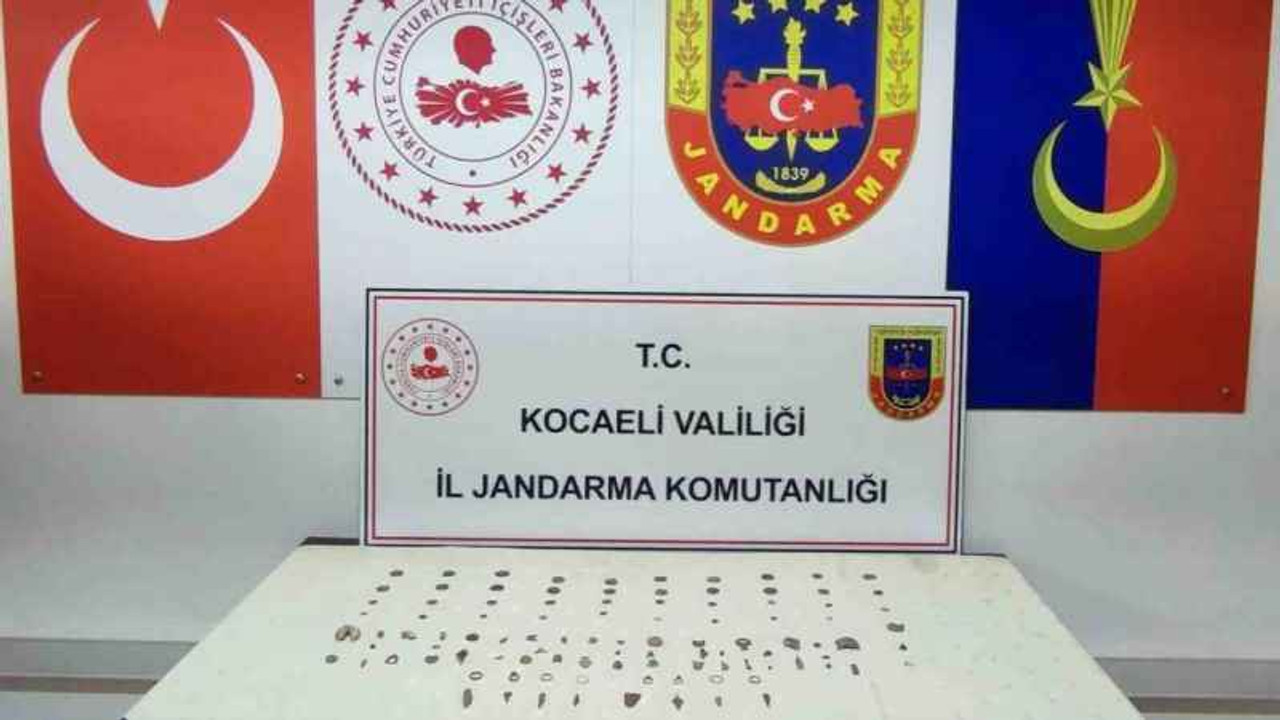 TÜRKİYE CUMHURİYETİ İÇİŞLERİ BAKANLIĞI
1839
JANDARMA
T.C.
KOCAELİ VALİLİĞİ
İL JANDARMA KOMUTANLIĞI